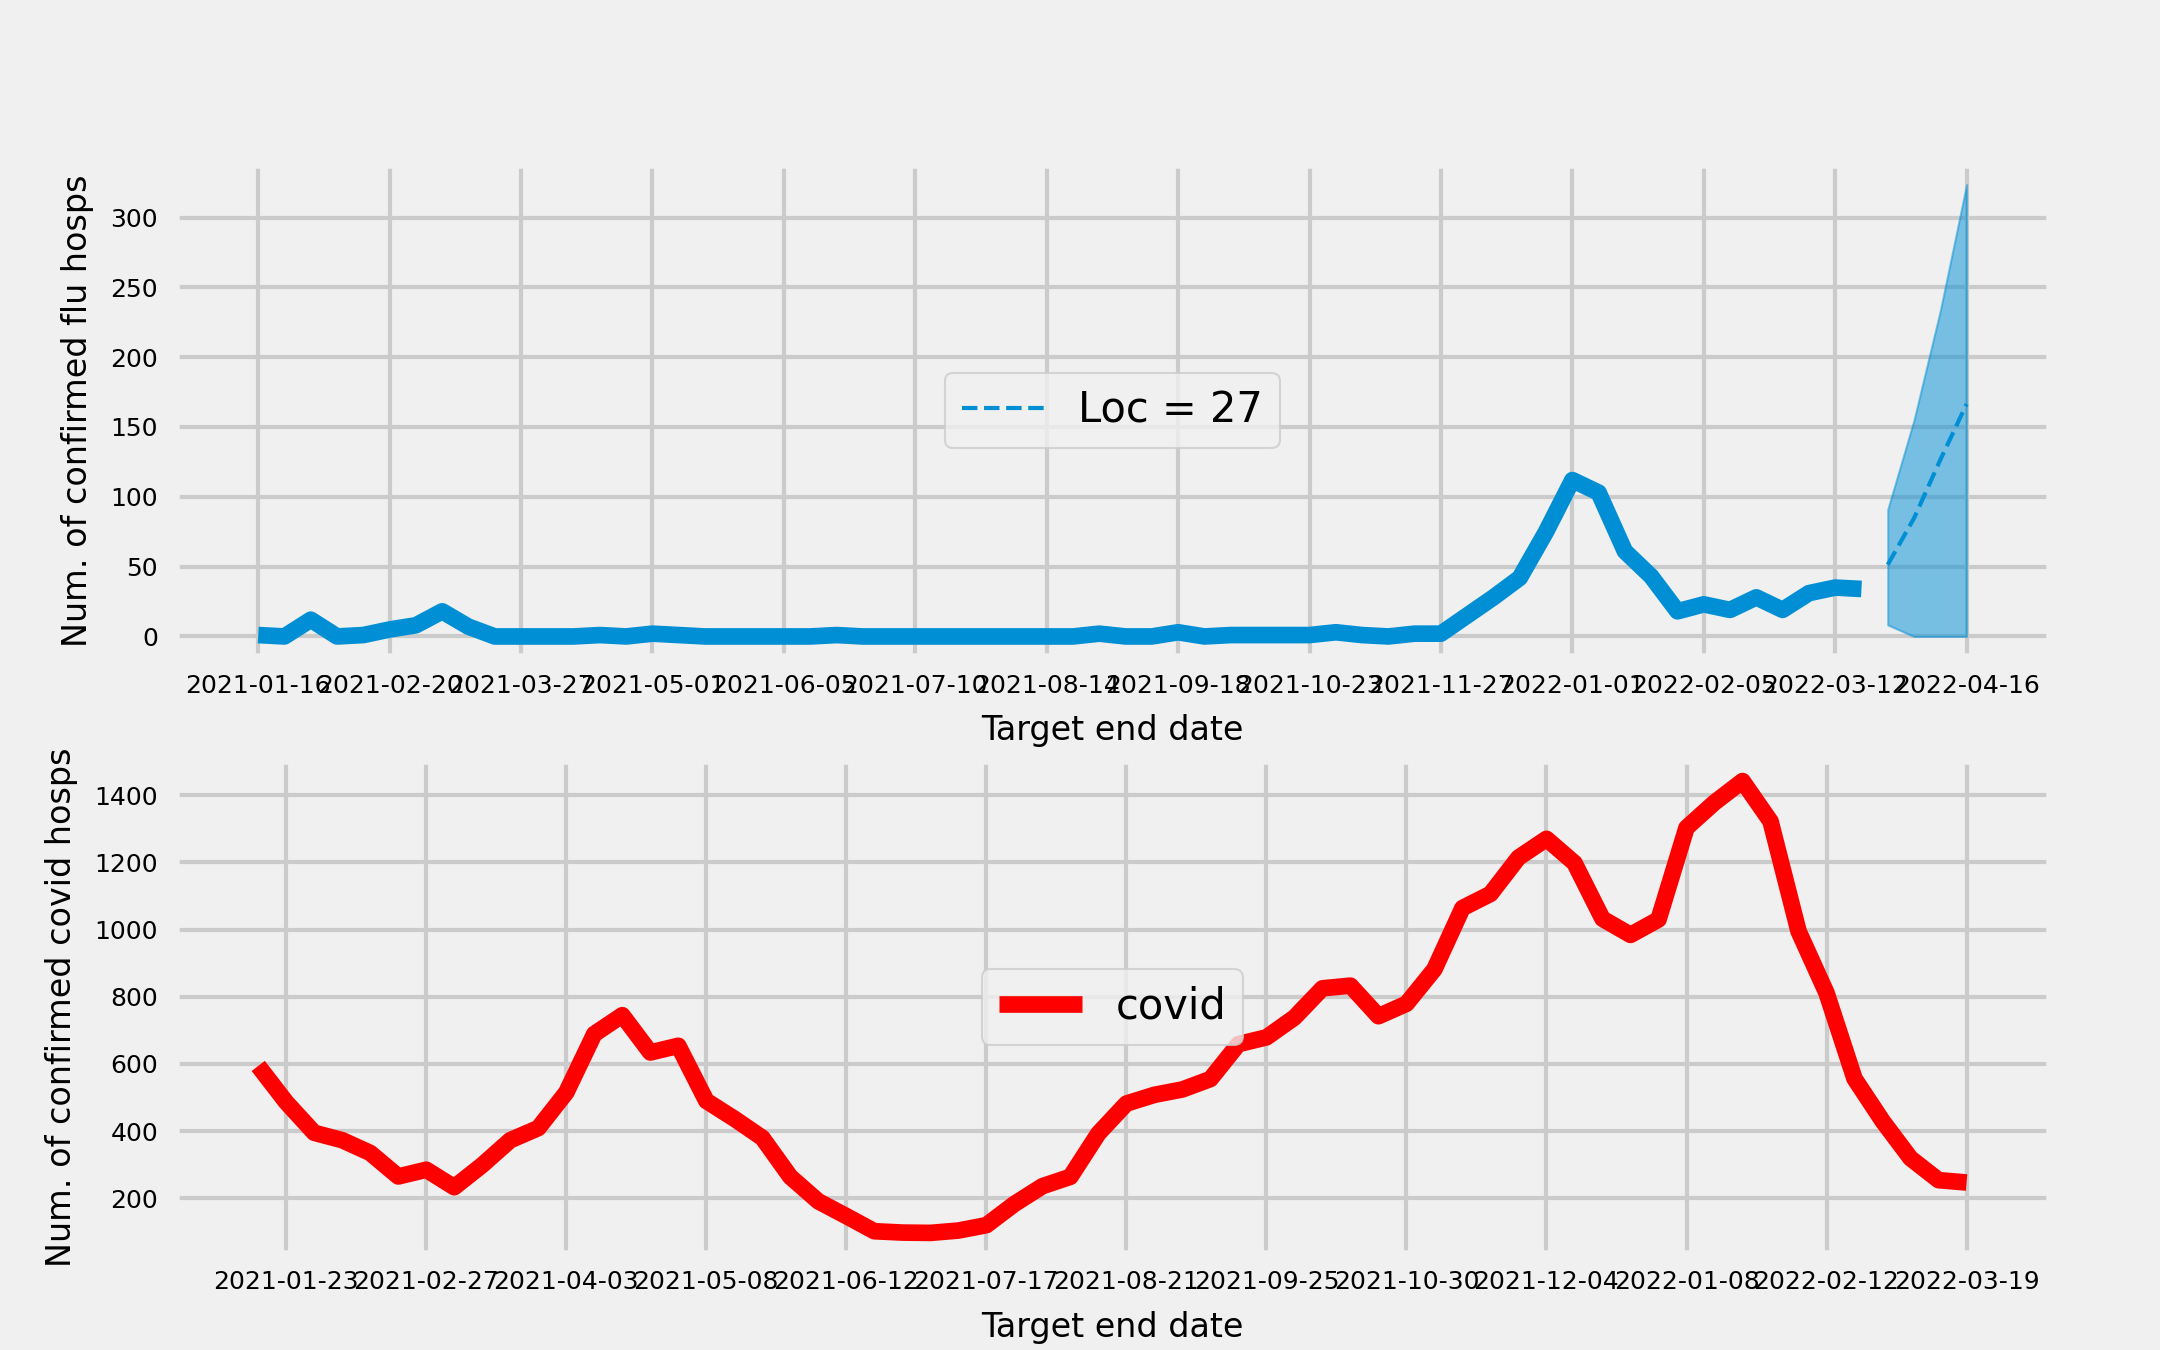 Num. of confirmed flu hosps
300
250
200
150
100
50
0
Loc = 27
2021-01-16 2021-02-20 2021-03-27 2021-05-01 2021-06-05 2021-07-10 2021-08-14 2021-09-18 2021-10-23 2021-11-27 2022-01-01 2022-02-05 2022-03-12 2022-04-16
Target end date
Num. of confirmed covid hosps
1400
1200
1000
800
600
400
200
covid
2021-01-23 2021-02-27 2021-04-03 2021-05-08 2021-06-12 2021-07-17 2021-08-21 2021-09-25 2021-10-30 2021-12-04 2022-01-08 2022-02-12 2022-03-19
Target end date